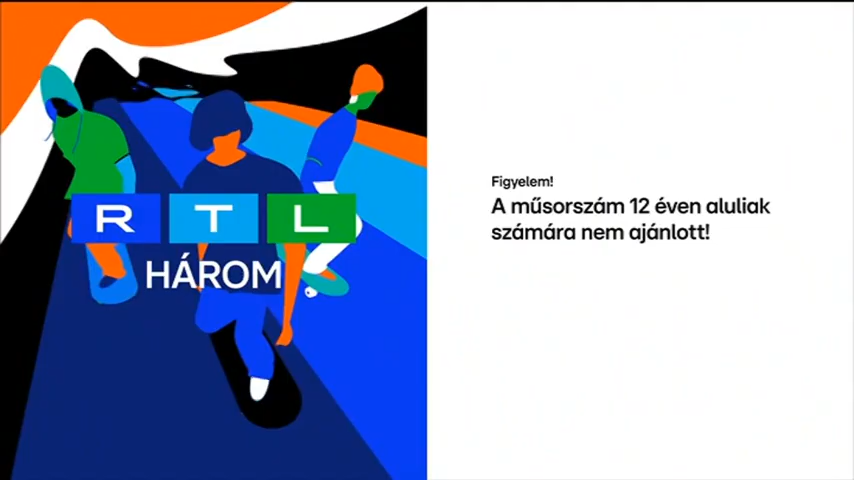 RTL
HÁROM
Figyelem!
A műsorszám 12 éven aluliak
számára nem ajánlott!